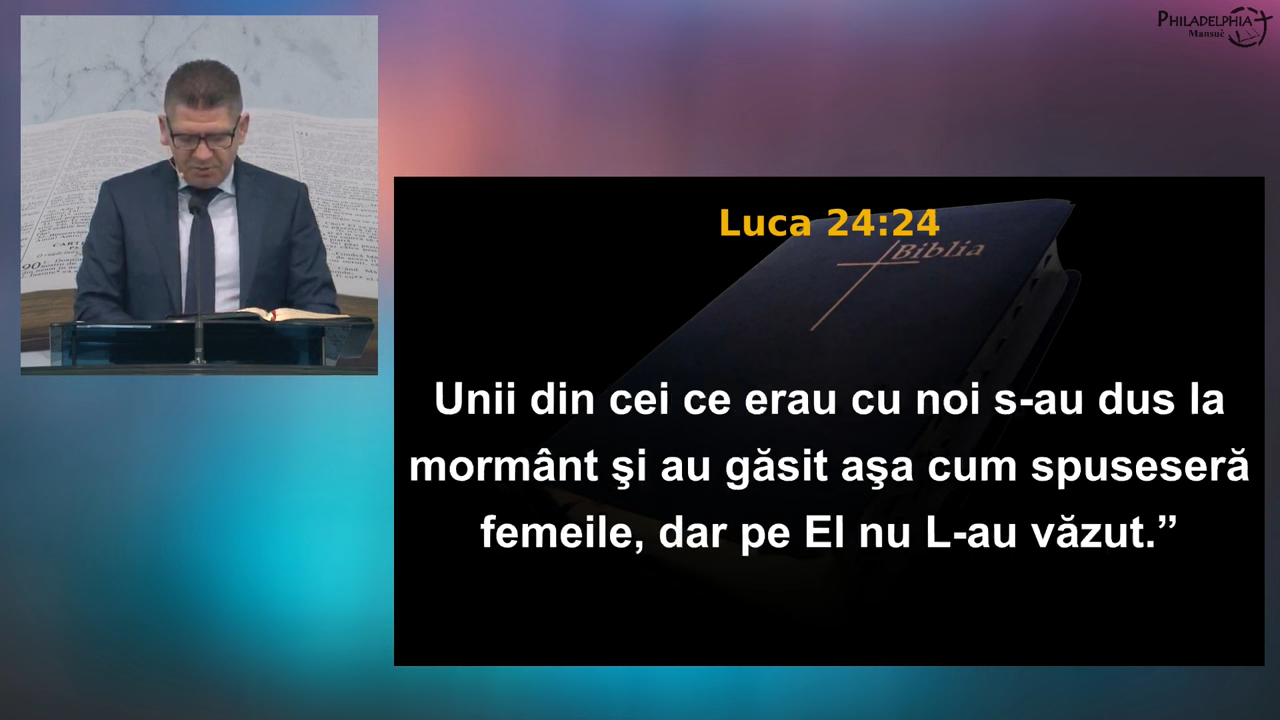 PHILADELPHIA
Mansuè
Luca 24:24
Biblia
Unii din cei ce erau cu noi s-au dus la
mormânt şi au găsit aşa cum spuseseră
femeile, dar pe El nu L-au văzut.”